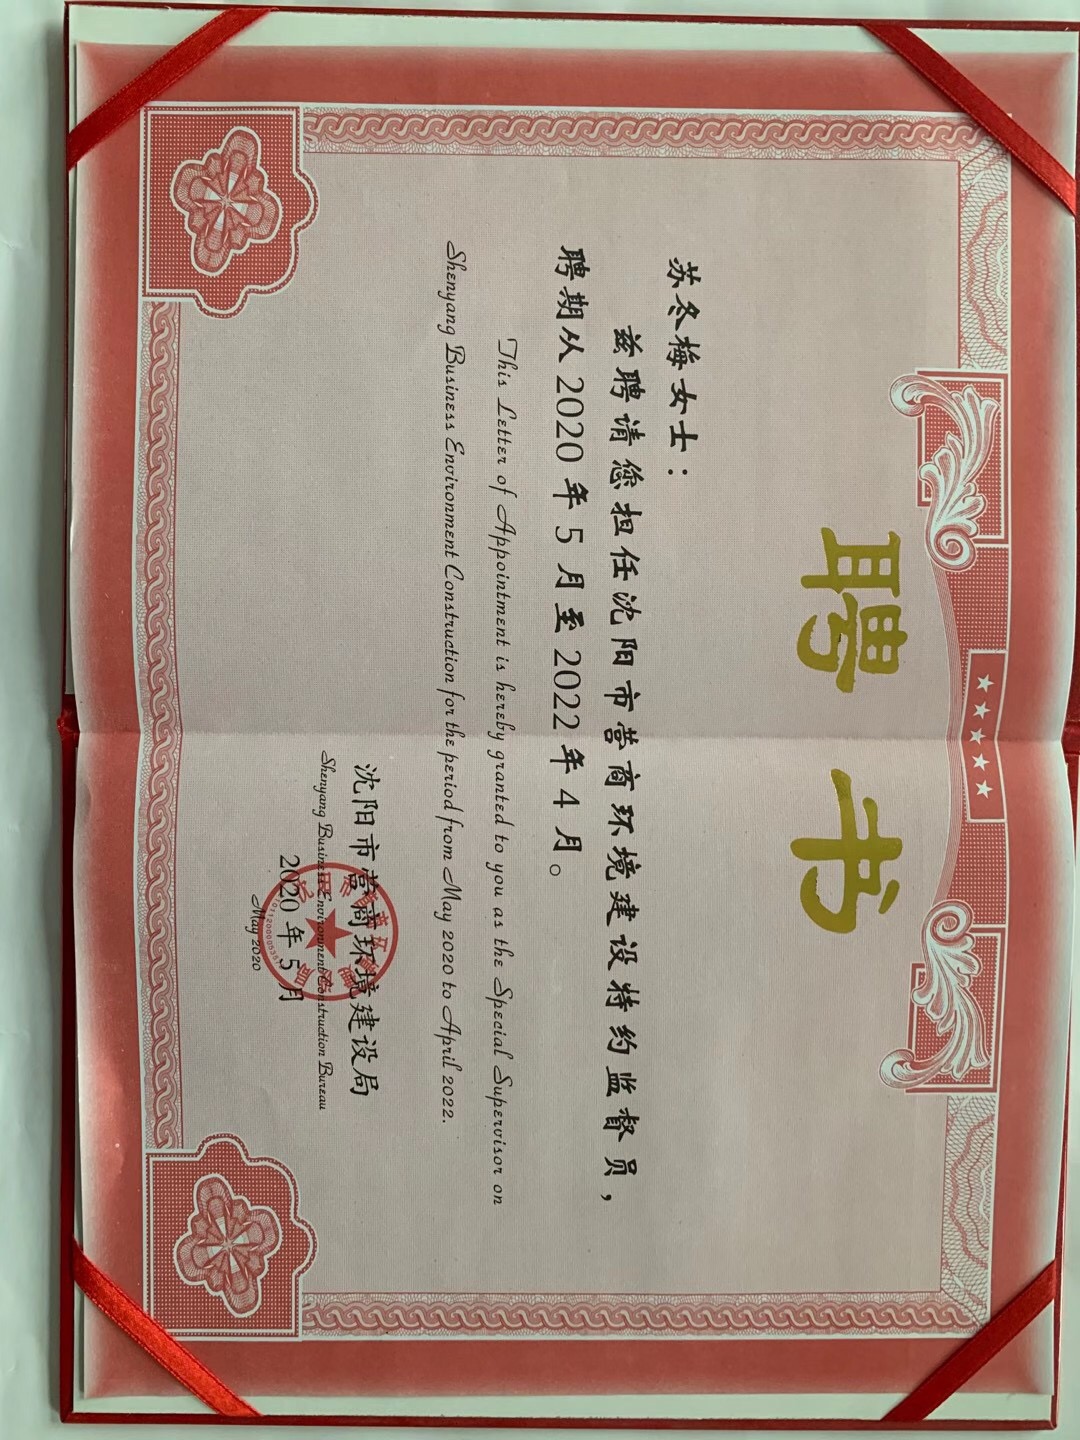 聘书
苏冬梅女士：
兹聘请您担任沈阳市营商环境建设特约监督员，
聘期从2020年5月至2022年4月。
This Letter of Appointment is hereby granted to you as the Special Supervisor on
Shenyang Business Environment Construction for the period from May 2020 to April 2022.
沈阳市营商环境建设局
Shenyang Business Environment Construction Bureau
2020年5月
May 2020